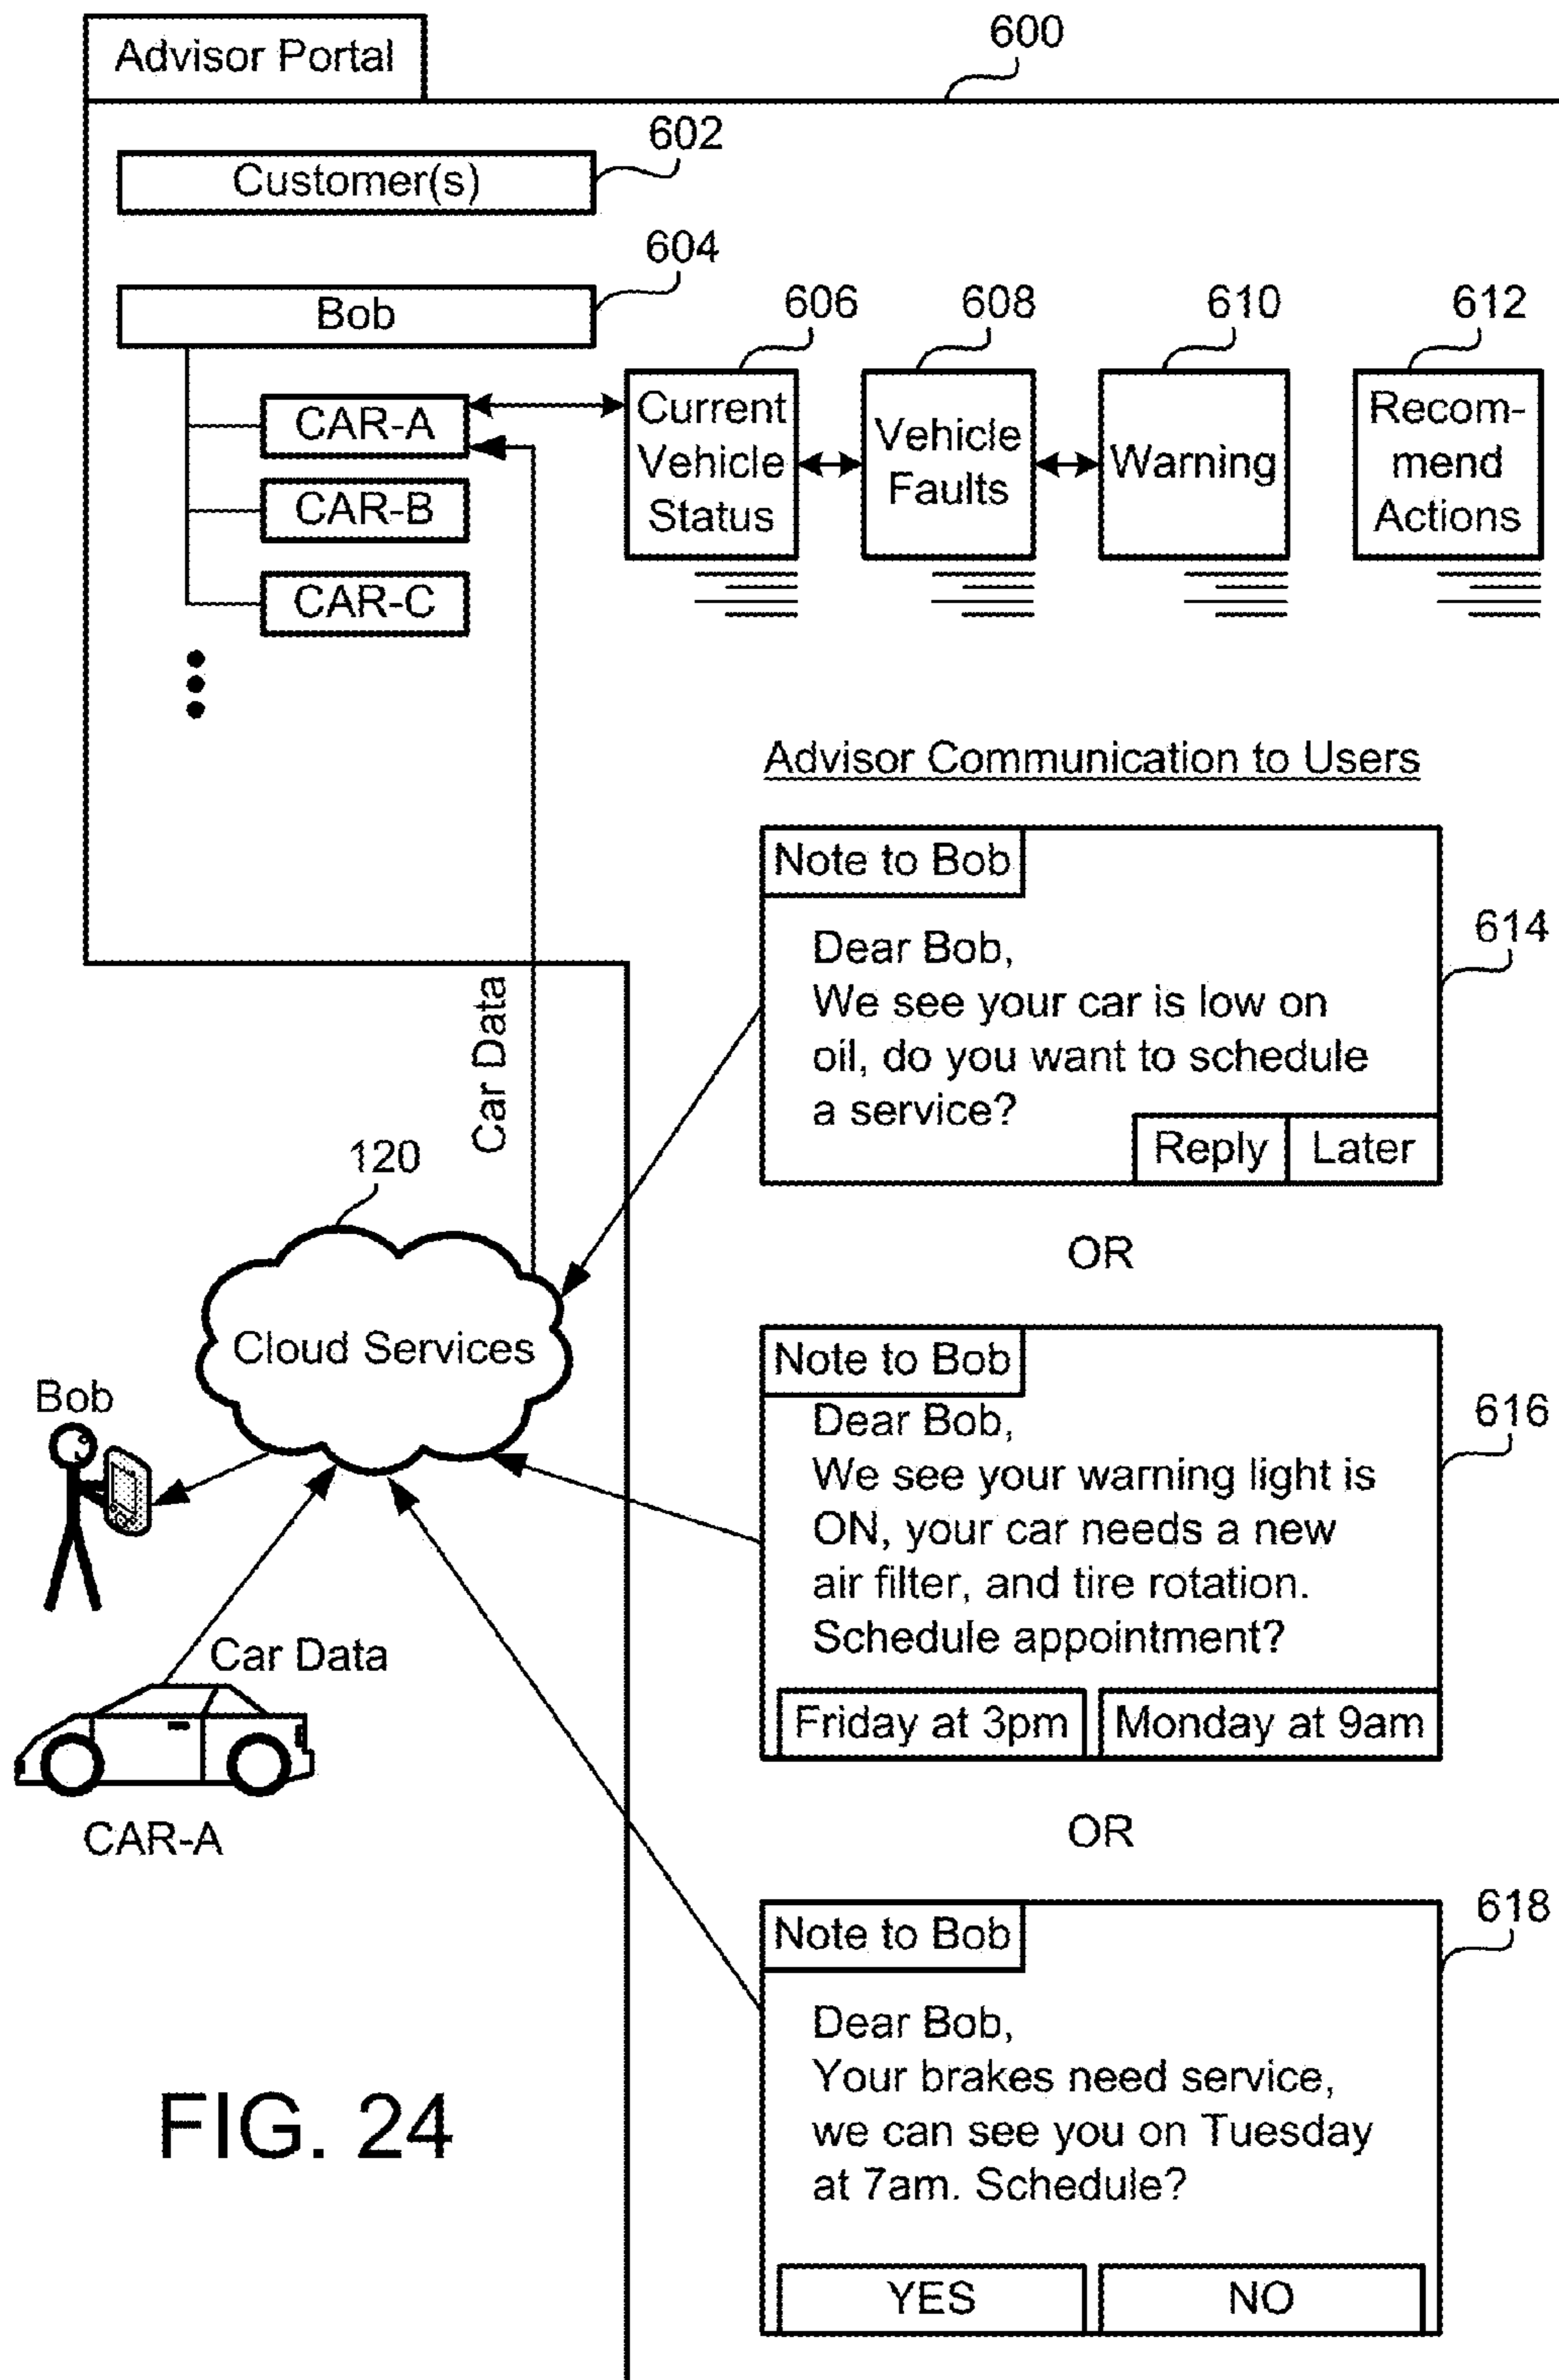 Advisor Portal
600
Customer(s)
602
Bob
604
CAR-A
CAR-B
CAR-C
606
Current
Vehicle
Status
608
Vehicle
Faults
610
Warning
612
Recom-
mend
Actions
Advisor Communication to Users
Note to Bob
Dear Bob,
We see your car is low on
oil, do you want to schedule
a service?
Reply
Later
614
OR
Note to Bob
Dear Bob,
We see your warning light is
ON, your car needs a new
air filter, and tire rotation.
Schedule appointment?
Friday at 3pm
Monday at 9am
616
OR
Note to Bob
Dear Bob,
Your brakes need service,
we can see you on Tuesday
at 7am. Schedule?
YES
NO
618
Car Data
120
Cloud Services
Bob
Car Data
CAR-A
FIG. 24